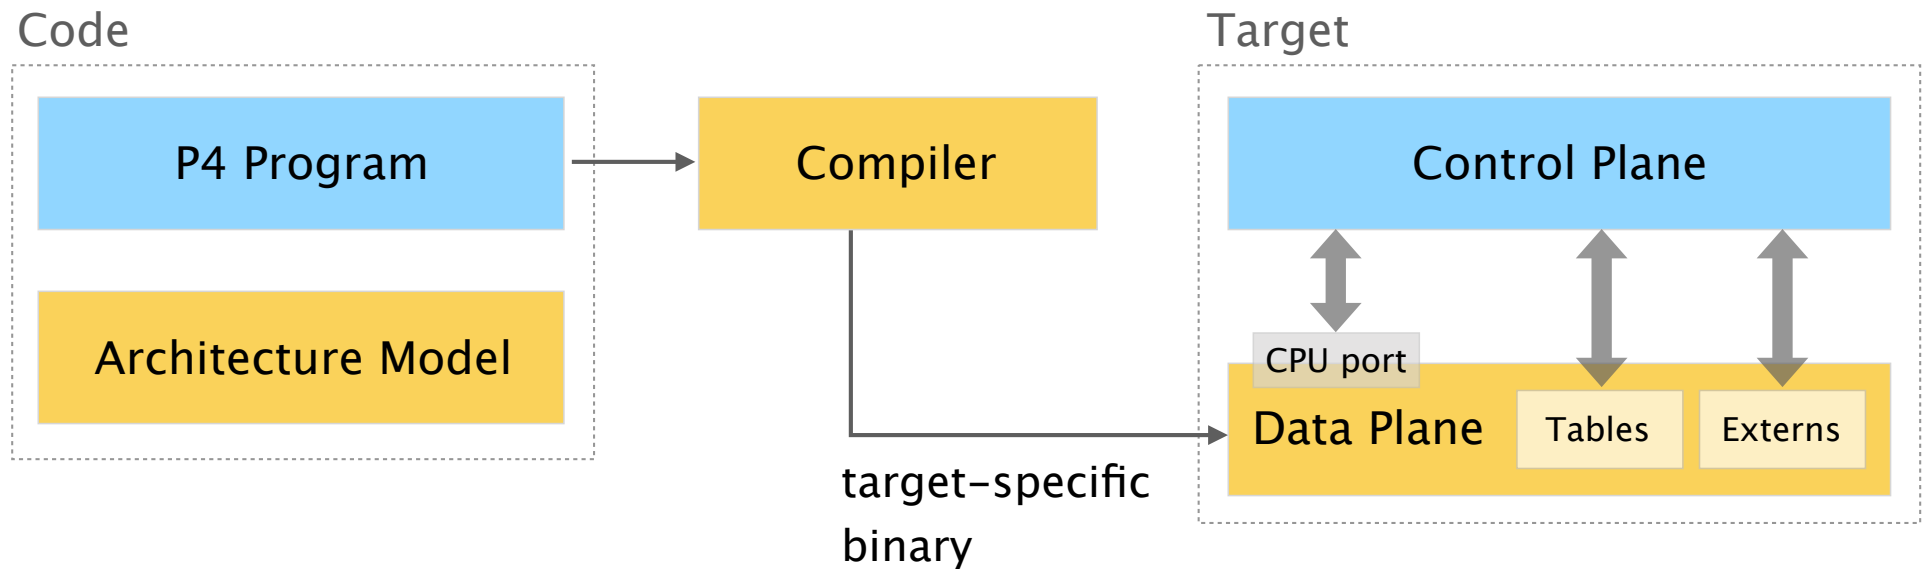 Code
Target
P4 Program
Compiler
Control Plane
Architecture Model
CPU port
Data Plane
Tables
Externs
target-specific
binary